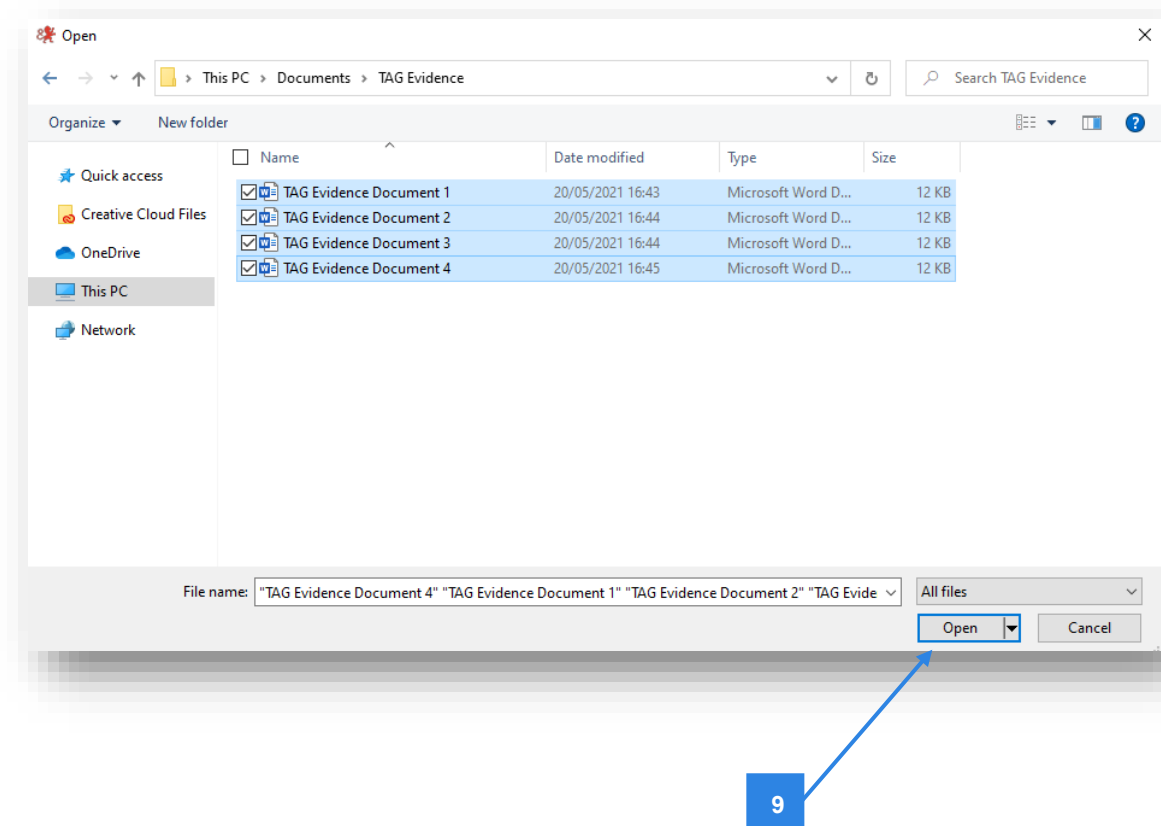 Open
This PC > Documents > TAG Evidence
Search TAG Evidence
Organize
New folder
Name
Date modified
Type
Size
Quick access
Creative Cloud Files
OneDrive
This PC
Network
TAG Evidence Document 1 20/05/2021 16:43 Microsoft Word D... 12 KB
TAG Evidence Document 2 20/05/2021 16:44 Microsoft Word D... 12 KB
TAG Evidence Document 3 20/05/2021 16:44 Microsoft Word D... 12 KB
TAG Evidence Document 4 20/05/2021 16:45 Microsoft Word D... 12 KB
File name: "TAG Evidence Document 4" "TAG Evidence Document 1" "TAG Evidence Document 2" "TAG Evide
All files
Open
Cancel
9